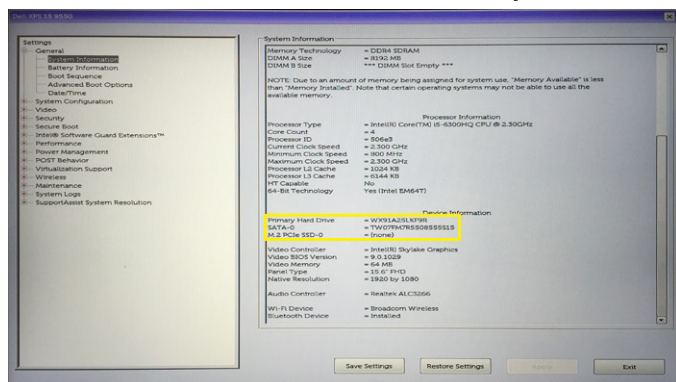 Dell XPS 15 9550
Settings
General
System Information
Battery Information
Boot Sequence
Advanced Boot Options
Date/Time
System Configuration
Video
Security
Secure Boot
Intel® Software Guard Extensions™
Performance
Power Management
POST Behavior
Virtualization Support
Wireless
Maintenance
System Logs
SupportAssist System Resolution
System Information
Memory Technology = DDR4 SDRAM
DIMM A Size = 8192 MB
DIMM B Size *** DIMM Slot Empty ***
NOTE: Due to an amount of memory being assigned for system use, "Memory Available" is less
than "Memory Installed". Note that certain operating systems may not be able to use all the
available memory.
Processor Information
Processor Type = Intel(R) Core(TM) i5-6300HQ CPU @ 2.30GHz
Core Count = 4
Processor ID = 506e3
Current Clock Speed = 2.300 GHz
Minimum Clock Speed = 800 MHz
Maximum Clock Speed = 2.300 GHz
Processor L2 Cache = 1024 KB
Processor L3 Cache = 6144 KB
HT Capable No
64-Bit Technology Yes (Intel EM64T)
Device Information
Primary Hard Drive =
SATA-0 =
M.2 PCIe SSD-0 = (none)
Video Controller = Intel(R) Skylake Graphics
Video BIOS Version = 9.0.1029
Video Memory = 64 MB
Panel Type = 15.6" FHD
Native Resolution = 1920 by 1080
Audio Controller = Realtek ALC3266
Wi-Fi Device = Broadcom Wireless
Bluetooth Device = Installed
Save Settings
Restore Settings
Apply
Exit